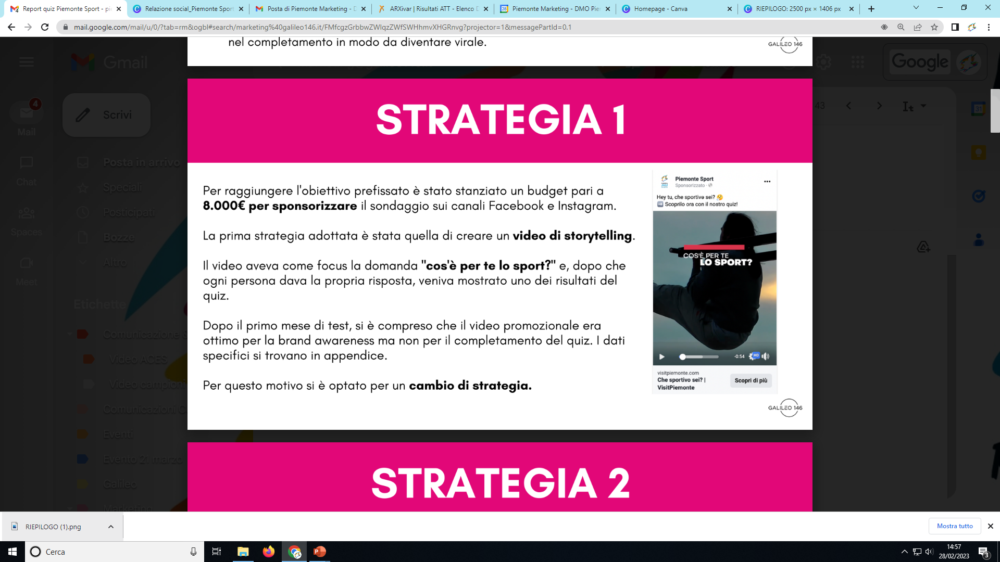 Report quiz Piemonte Sport - pi
Relazione social_Piemonte Sport
Posta di Piemonte Marketing - D
ARXivar | Risultati ATT - Elenco D
Piemonte Marketing - DMO Pie
Homepage - Canva
RIEPILOGO: 2500 px × 1406 px
mail.google.com/mail/u/0/?tab=rm&ogbl#search/marketing%40galileo146.it/FMfcgzGrbbwZWlqzZWfSWHhmvXHGRnvg?projector=1&messagePartId=0.1
nel completamento in modo da diventare virale.
GALILEO 146
Gmail
Google
4
Mail
Scrivi
43
31
Chat
Spaces
Meet
Posta in arrivo
Speciali
Posticipati
Bozze
Altro
Etichette
Comunicazione
Video ACES
Video campioni
Comunicazioni C
Eventi
Evento 21 marzo
Galileo
Marketing
STRATEGIA 1
Per raggiungere l'obiettivo prefissato è stato stanziato un budget pari a
8.000€ per sponsorizzare il sondaggio sui canali Facebook e Instagram.
La prima strategia adottata è stata quella di creare un video di storytelling.
Il video aveva come focus la domanda "cos'è per te lo sport?" e, dopo che
ogni persona dava la propria risposta, veniva mostrato uno dei risultati del
quiz.
Dopo il primo mese di test, si è compreso che il video promozionale era
ottimo per la brand awareness ma non per il completamento del quiz. I dati
specifici si trovano in appendice.
Per questo motivo si è optato per un cambio di strategia.
Piemonte Sport
Sponsorizzato ·
Hey tu, che sportivə sei? 🤔
➡️ Scoprilo ora con il nostro quiz!
COS'È PER TE
LO SPORT?
-0:54
HD
visitpiemonte.com
Che sportivo sei? |
VisitPiemonte
Scopri di più
GALILEO 146
STRATEGIA 2
RIEPILOGO (1).png
Mostra tutto
Cerca
14:57
28/02/2023
3